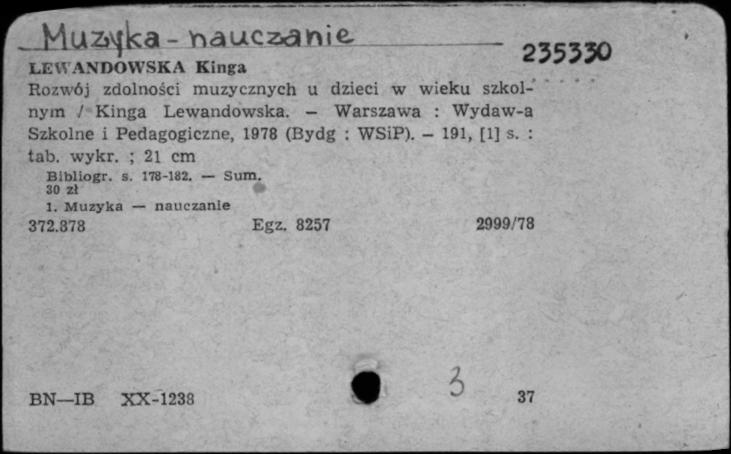 Muzyka - nauczanie
235330
LEWANDOWSKA Kinga
Rozwój zdolności muzycznych u dzieci w wieku szkol-
nym / Kinga Lewandowska. — Warszawa : Wydaw-a
Szkolne i Pedagogiczne, 1978 (Bydg : WSiP). — 191, [1] s. :
tab. wykr. ; 21 cm
Bibliogr. s. 178-182. — Sum.
30 zł
1. Muzyka — nauczanie
372.878 Egz. 8257 2999/78
3
BN—IB XX-1238 37